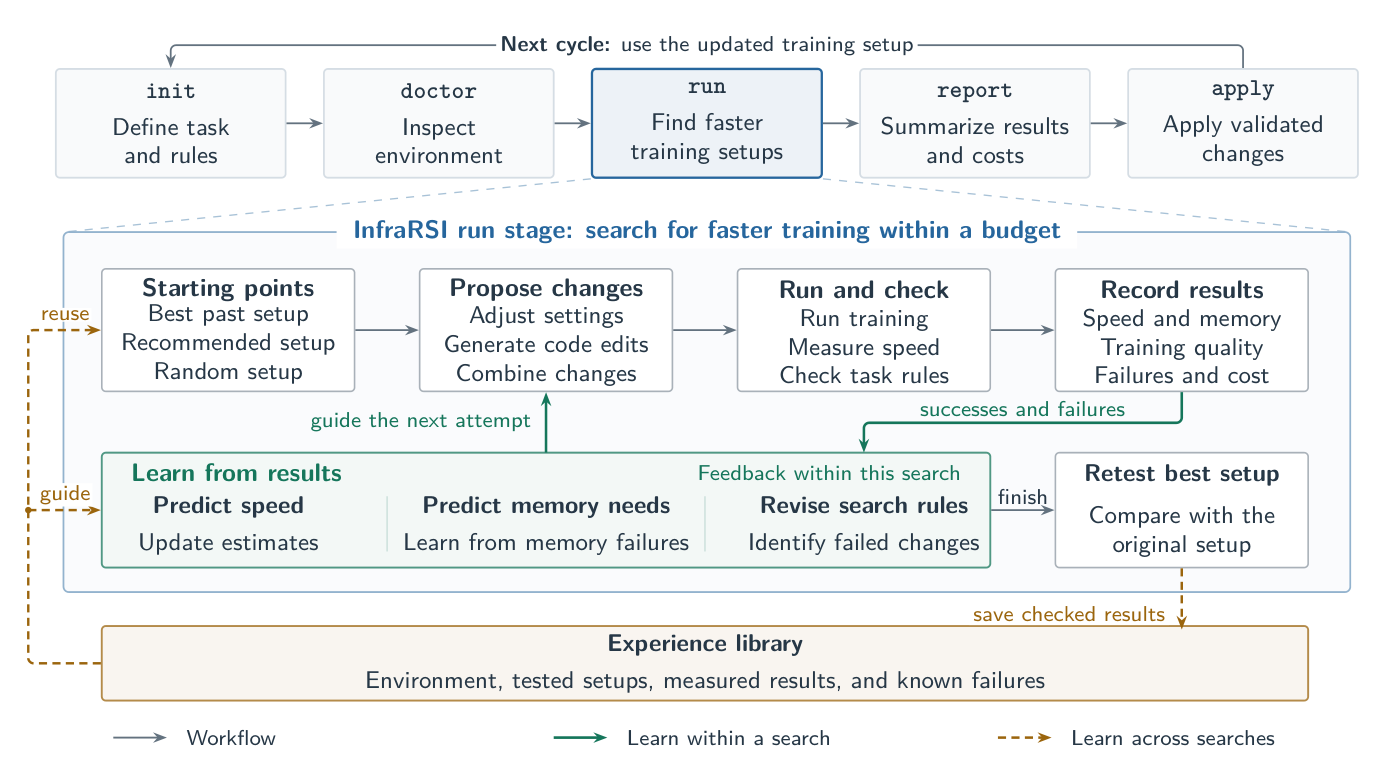 Next cycle: use the updated training setup
init
Define task
and rules
doctor
Inspect
environment
run
Find faster
training setups
report
Summarize results
and costs
apply
Apply validated
changes
InfraRSI run stage: search for faster training within a budget
Starting points
Best past setup
Recommended setup
Random setup
Propose changes
Adjust settings
Generate code edits
Combine changes
Run and check
Run training
Measure speed
Check task rules
Record results
Speed and memory
Training quality
Failures and cost
reuse
guide the next attempt
successes and failures
guide
Learn from results
Feedback within this search
Predict speed
Update estimates
Predict memory needs
Learn from memory failures
Revise search rules
Identify failed changes
finish
Retest best setup
Compare with the
original setup
save checked results
Experience library
Environment, tested setups, measured results, and known failures
Workflow
Learn within a search
Learn across searches